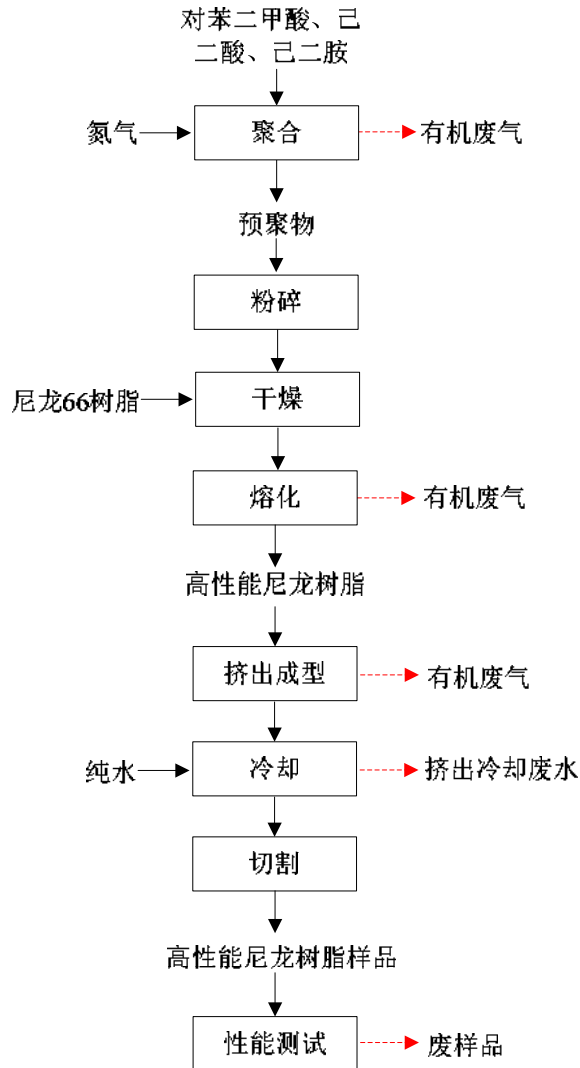 对苯二甲酸、己
二酸、己二胺
氮气
聚合
有机废气
预聚物
粉碎
尼龙66树脂
干燥
熔化
有机废气
高性能尼龙树脂
挤出成型
有机废气
纯水
冷却
挤出冷却废水
切割
高性能尼龙树脂样品
性能测试
废样品